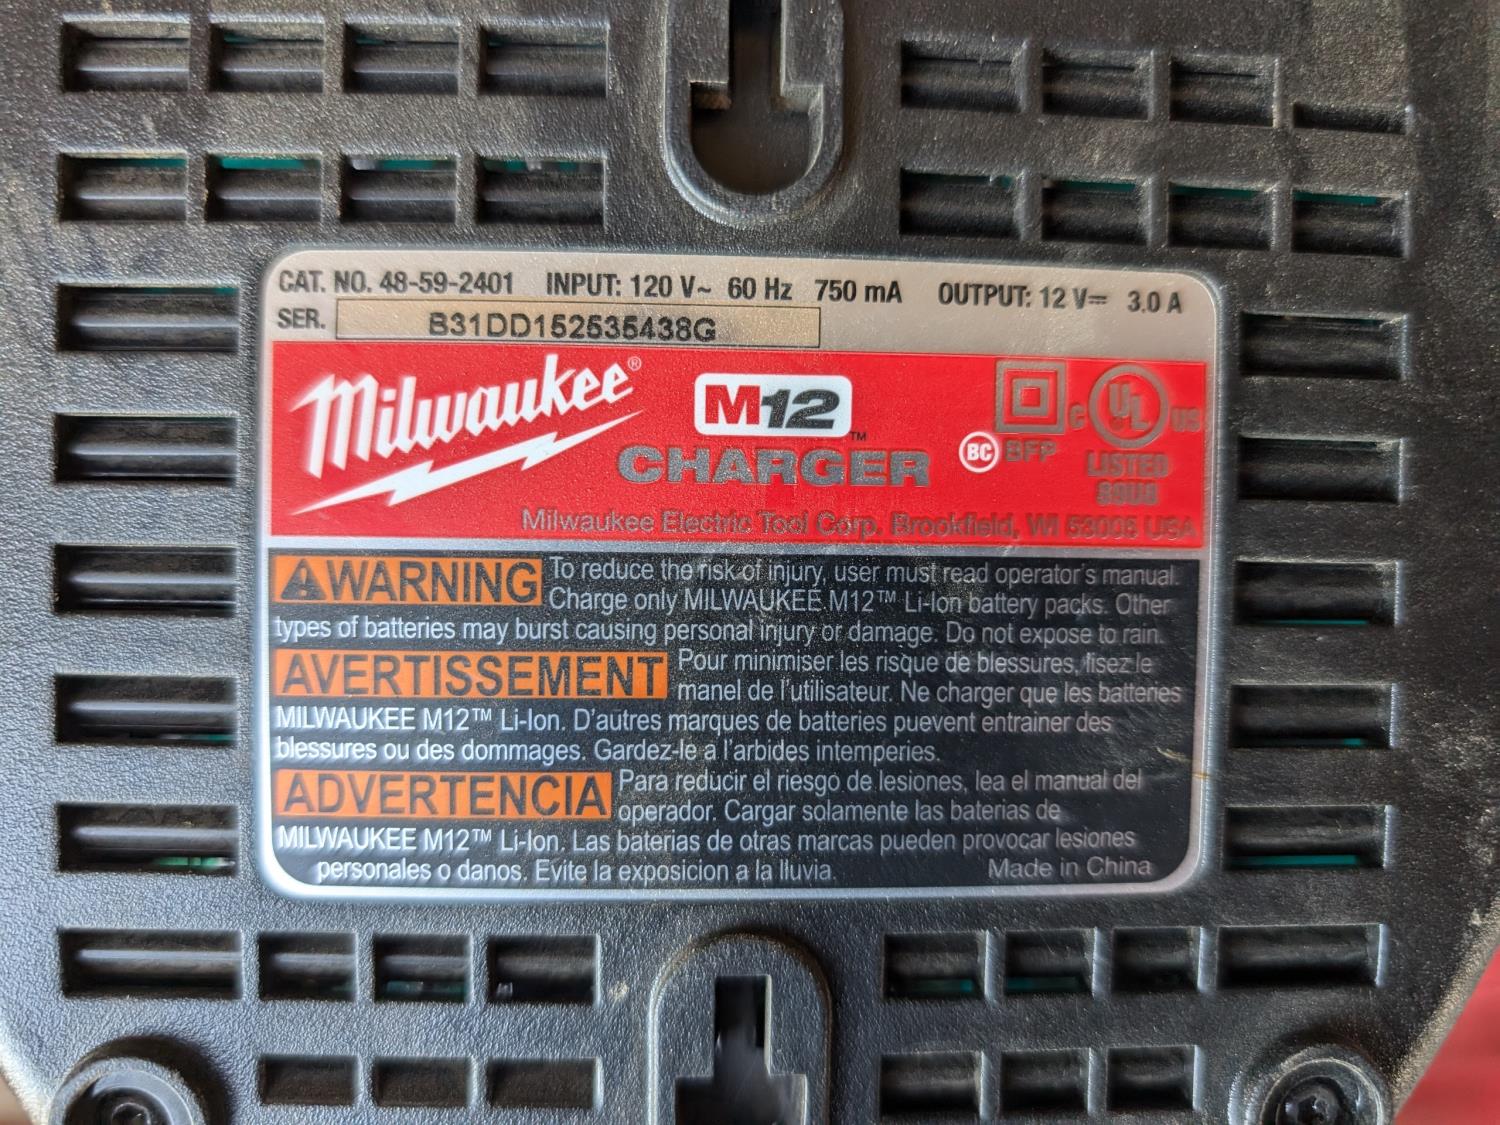 CAT. NO. 48-59-2401 INPUT: 120 V~ 60 Hz 750 mA OUTPUT: 12 V⎓ 3.0 A
SER. B31DD152535438G
Milwaukee®
M12™
CHARGER
C UL US
BC BFP
LISTED
89U8
Milwaukee Electric Tool Corp. Brookfield, WI 53005 USA
⚠WARNING To reduce the risk of injury, user must read operator's manual.
Charge only MILWAUKEE M12™ Li-Ion battery packs. Other
types of batteries may burst causing personal injury or damage. Do not expose to rain.
AVERTISSEMENT Pour minimiser les risque de blessures, lisez le
manel de l'utilisateur. Ne charger que les batteries
MILWAUKEE M12™ Li-Ion. D'autres marques de batteries puevent entrainer des
blessures ou des dommages. Gardez-le a l'arbides intemperies.
ADVERTENCIA Para reducir el riesgo de lesiones, lea el manual del
operador. Cargar solamente las baterias de
MILWAUKEE M12™ Li-Ion. Las baterias de otras marcas pueden provocar lesiones
personales o danos. Evite la exposicion a la lluvia. Made in China